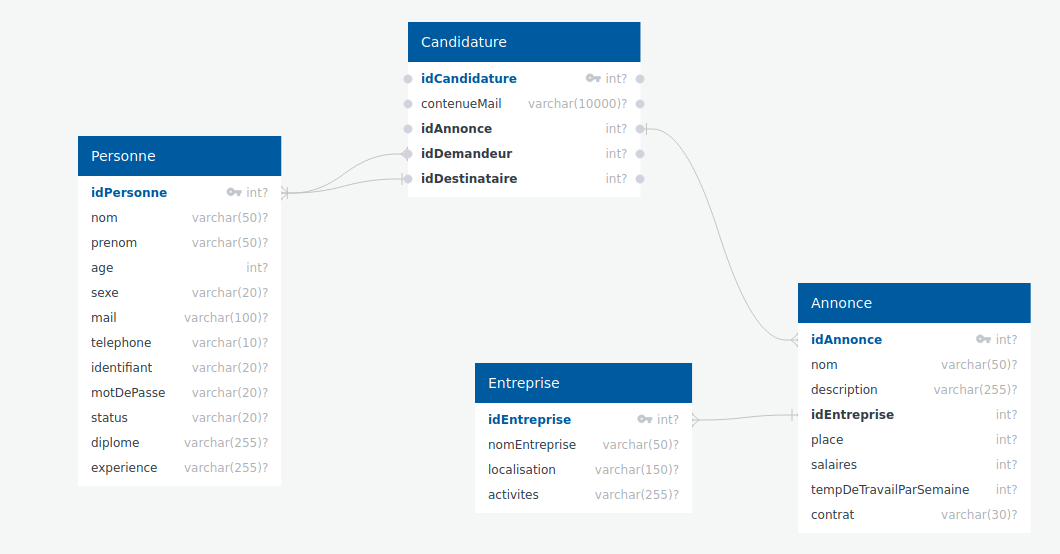 Candidature
idCandidature int?
contenueMail varchar(10000)?
idAnnonce int?
idDemandeur int?
idDestinataire int?
Personne
idPersonne int?
nom varchar(50)?
prenom varchar(50)?
age int?
sexe varchar(20)?
mail varchar(100)?
telephone varchar(10)?
identifiant varchar(20)?
motDePasse varchar(20)?
status varchar(20)?
diplome varchar(255)?
experience varchar(255)?
Entreprise
idEntreprise int?
nomEntreprise varchar(50)?
localisation varchar(150)?
activites varchar(255)?
Annonce
idAnnonce int?
nom varchar(50)?
description varchar(255)?
idEntreprise int?
place int?
salaires int?
tempDeTravailParSemaine int?
contrat varchar(30)?